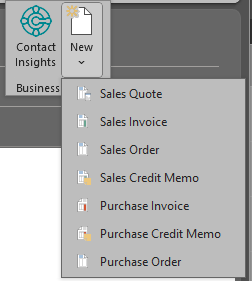 Contact
Insights
New
Business
Sales Quote
Sales Invoice
Sales Order
Sales Credit Memo
Purchase Invoice
Purchase Credit Memo
Purchase Order